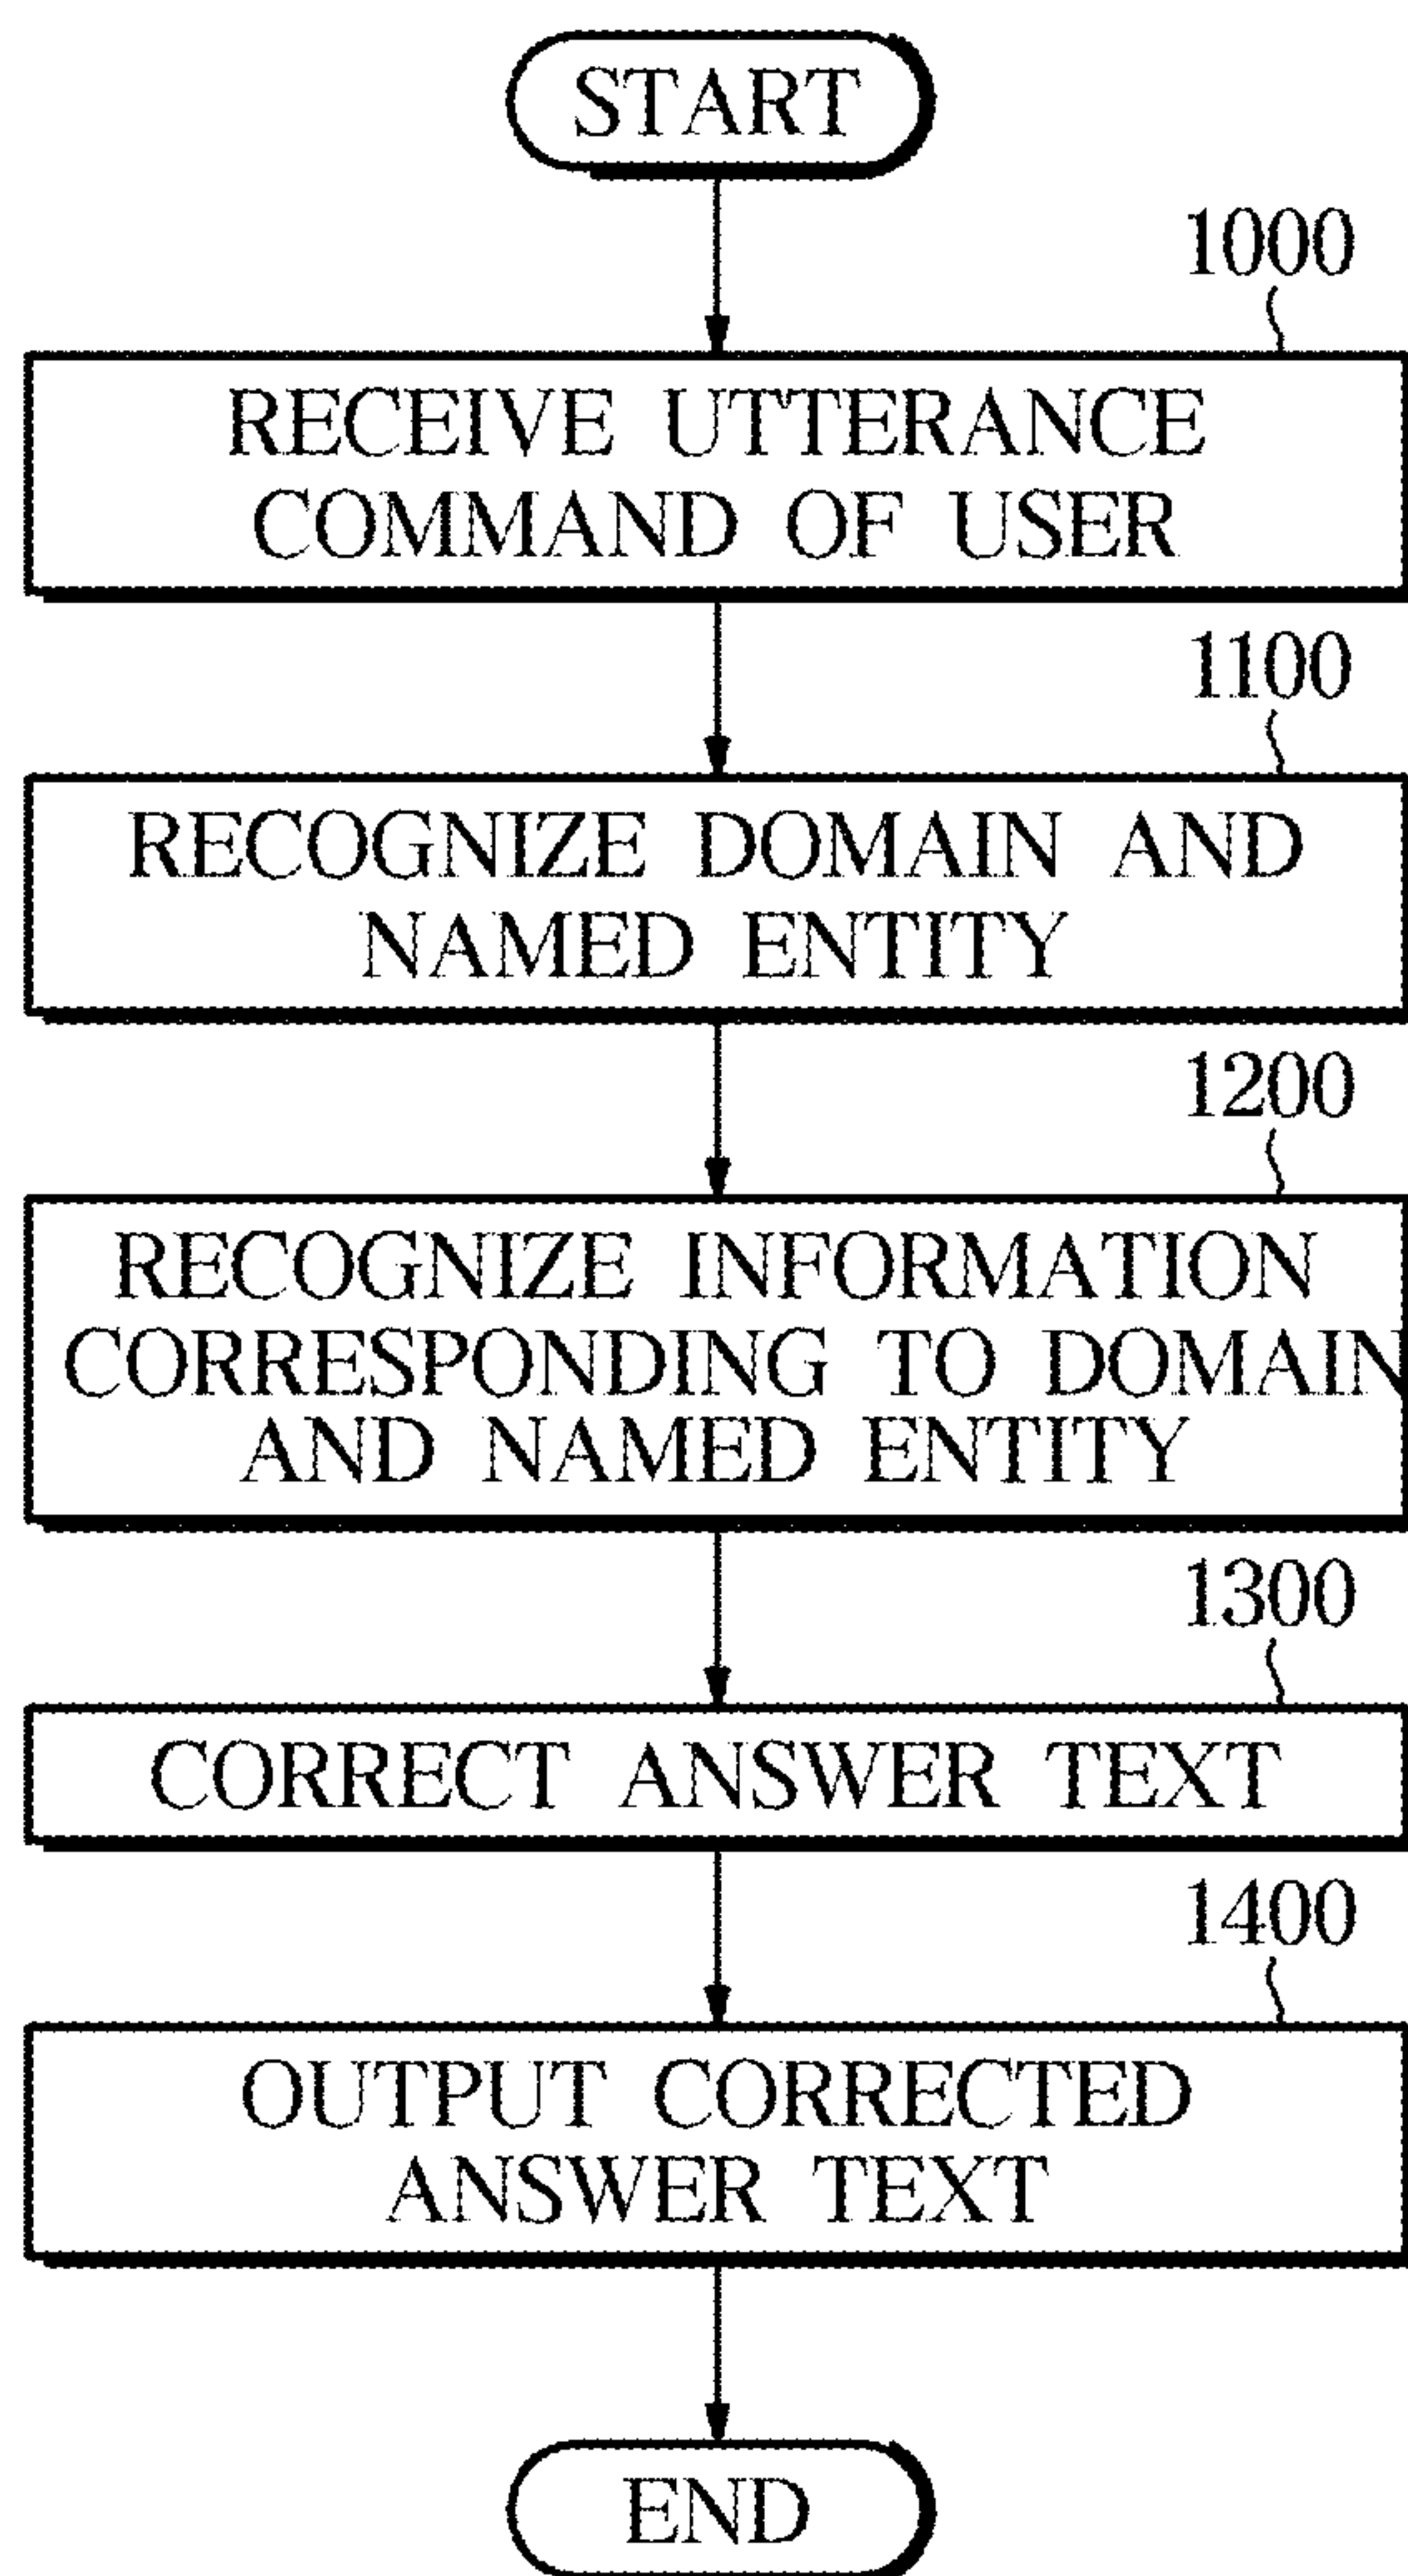 START
1000
RECEIVE UTTERANCE
COMMAND OF USER
1100
RECOGNIZE DOMAIN AND
NAMED ENTITY
1200
RECOGNIZE INFORMATION
CORRESPONDING TO DOMAIN
AND NAMED ENTITY
1300
CORRECT ANSWER TEXT
1400
OUTPUT CORRECTED
ANSWER TEXT
END